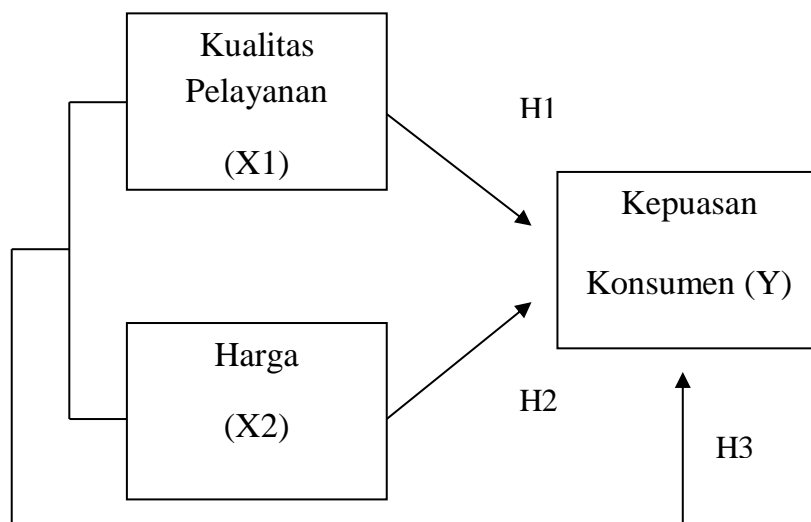 Kualitas
Pelayanan
(X1)
H1
Kepuasan
Konsumen (Y)
Harga
(X2)
H2
H3